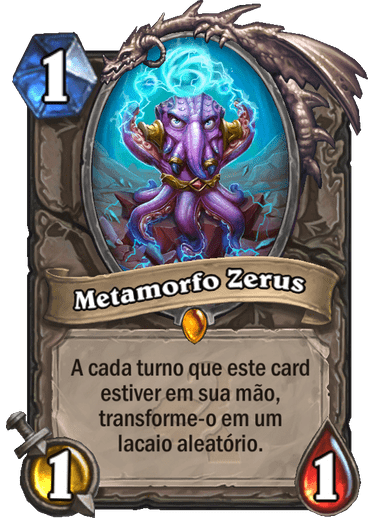 1
Metamorfo Zerus
A cada turno que este card
estiver em sua mão,
transforme-o em um
lacaio aleatório.
1
1